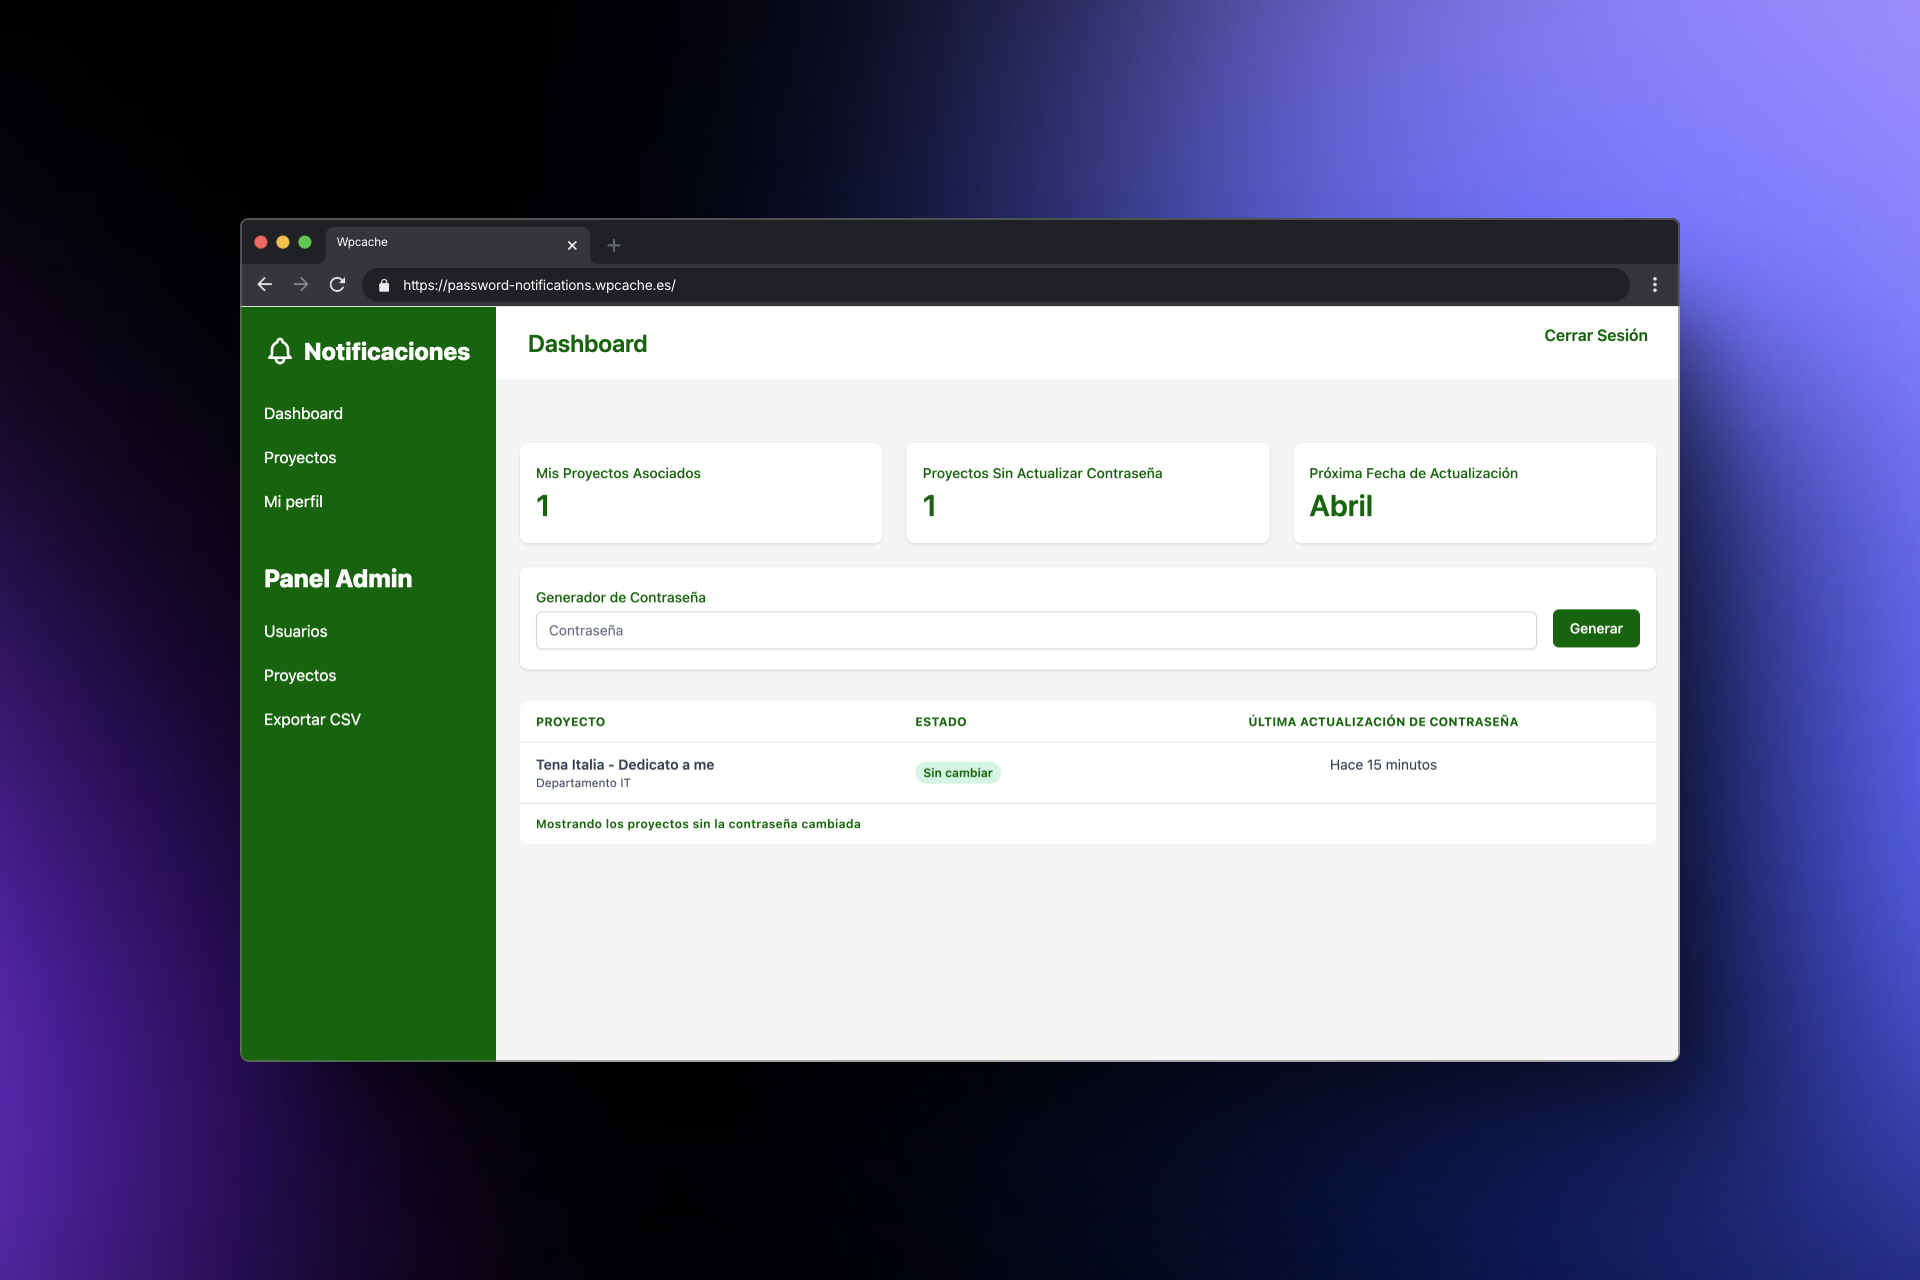 Wpcache
https://password-notifications.wpcache.es/
Notificaciones
Dashboard
Proyectos
Mi perfil
Panel Admin
Usuarios
Proyectos
Exportar CSV
Dashboard
Cerrar Sesión
Mis Proyectos Asociados
1
Proyectos Sin Actualizar Contraseña
1
Próxima Fecha de Actualización
Abril
Generador de Contraseña
Contraseña
Generar
PROYECTO ESTADO ÚLTIMA ACTUALIZACIÓN DE CONTRASEÑA
Tena Italia - Dedicato a me
Departamento IT
Sin cambiar
Hace 15 minutos
Mostrando los proyectos sin la contraseña cambiada